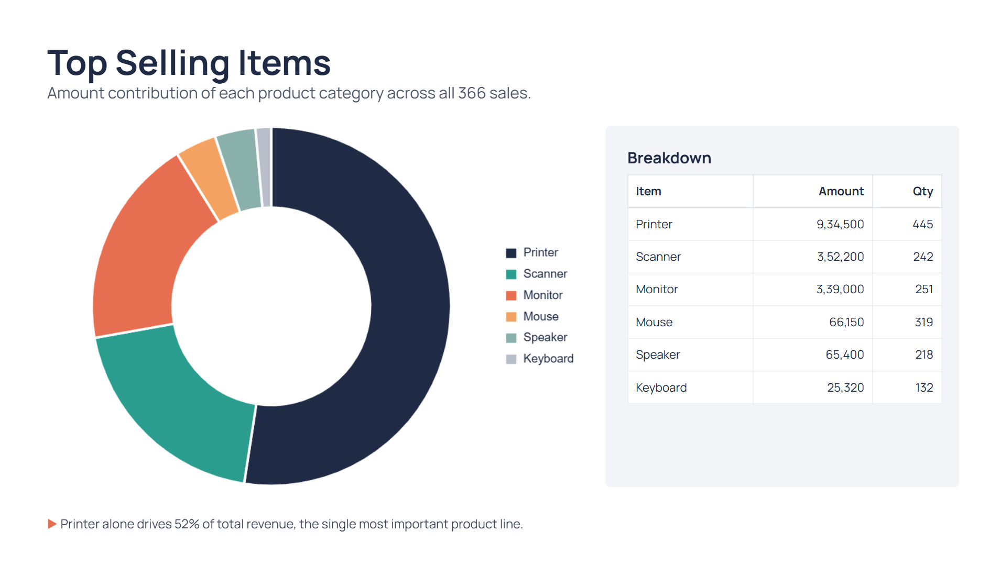 Top Selling Items
Amount contribution of each product category across all 366 sales.
Printer
Scanner
Monitor
Mouse
Speaker
Keyboard
Breakdown
Item Amount Qty
Printer 9,34,500 445
Scanner 3,52,200 242
Monitor 3,39,000 251
Mouse 66,150 319
Speaker 65,400 218
Keyboard 25,320 132
▶ Printer alone drives 52% of total revenue, the single most important product line.